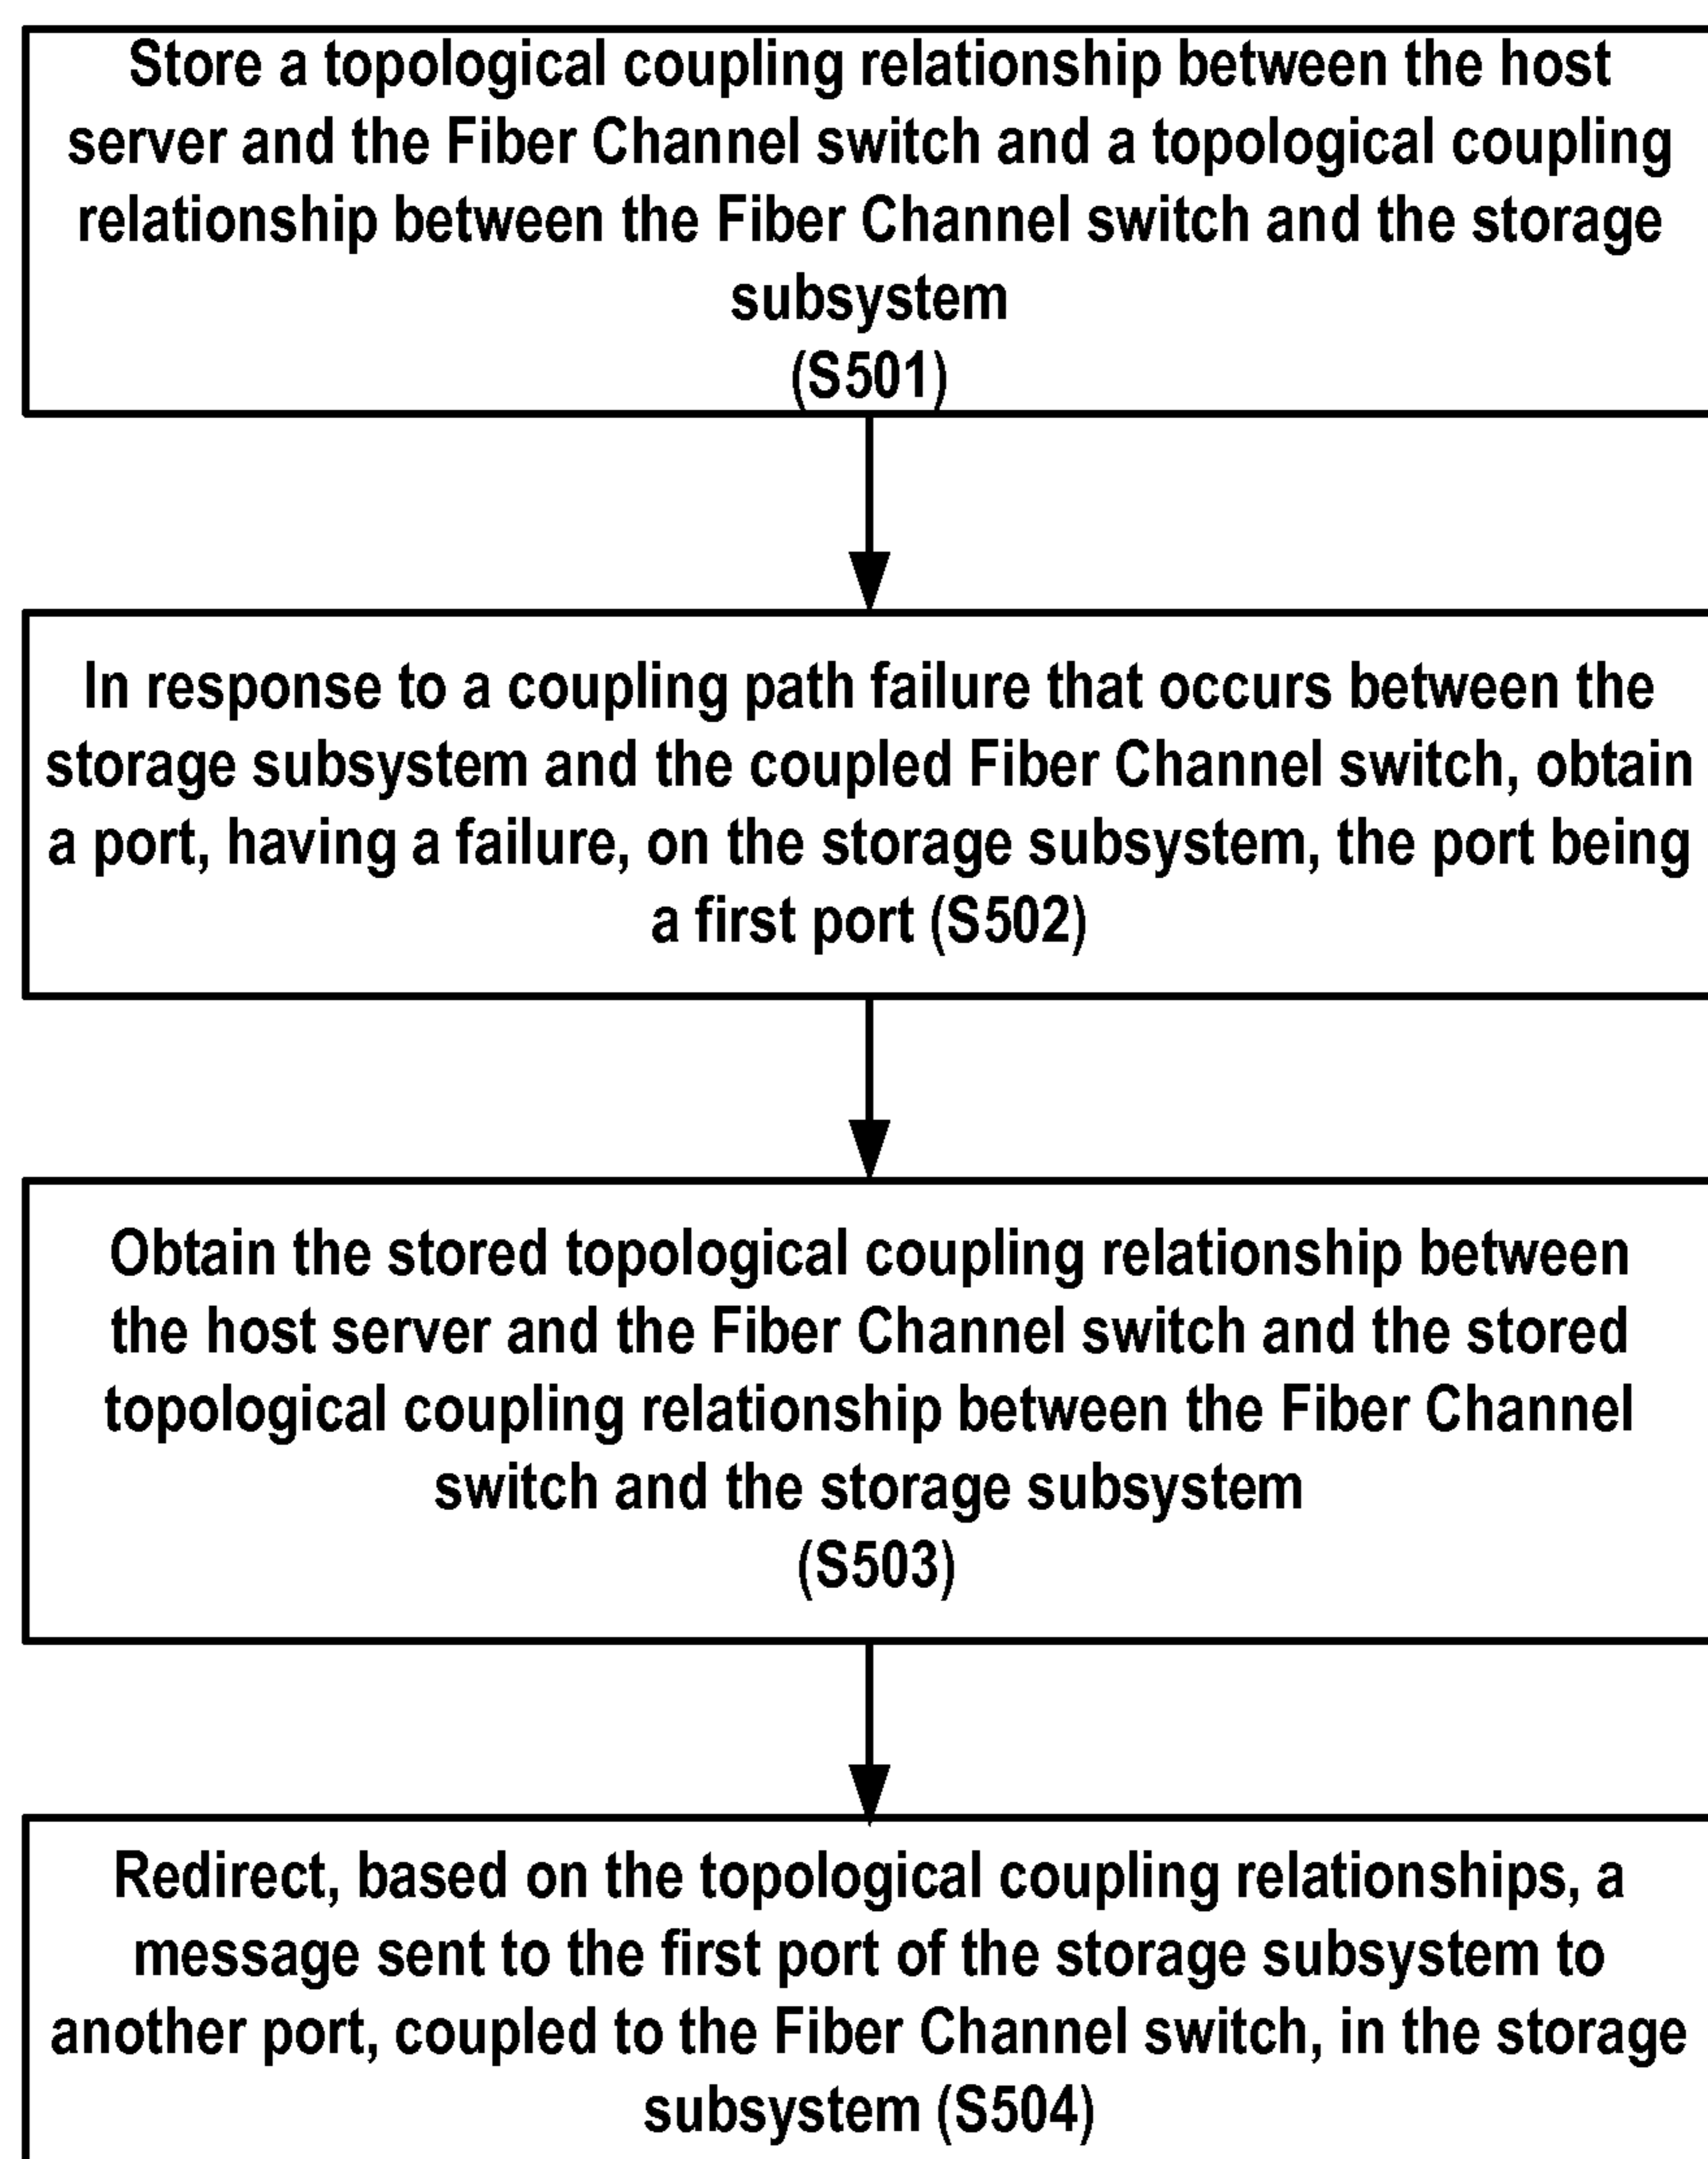 Store a topological coupling relationship between the host
server and the Fiber Channel switch and a topological coupling
relationship between the Fiber Channel switch and the storage
subsystem
(S501)
In response to a coupling path failure that occurs between the
storage subsystem and the coupled Fiber Channel switch, obtain
a port, having a failure, on the storage subsystem, the port being
a first port (S502)
Obtain the stored topological coupling relationship between
the host server and the Fiber Channel switch and the stored
topological coupling relationship between the Fiber Channel
switch and the storage subsystem
(S503)
Redirect, based on the topological coupling relationships, a
message sent to the first port of the storage subsystem to
another port, coupled to the Fiber Channel switch, in the storage
subsystem (S504)